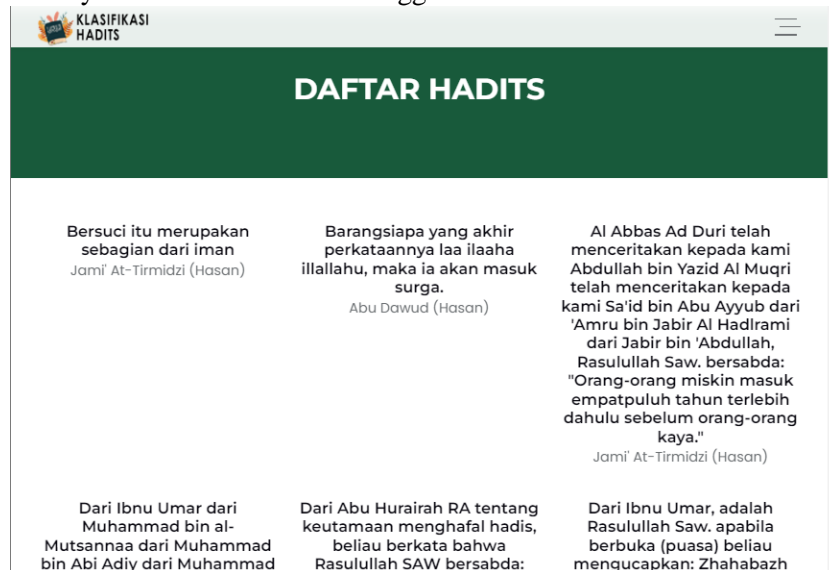 KLASIFIKASI
HADITS
DAFTAR HADITS
Bersuci itu merupakan
sebagian dari iman
Jami' At-Tirmidzi (Hasan)
Barangsiapa yang akhir
perkataannya laa ilaaha
illallahu, maka ia akan masuk
surga.
Abu Dawud (Hasan)
Al Abbas Ad Duri telah
menceritakan kepada kami
Abdullah bin Yazid Al Muqri
telah menceritakan kepada
kami Sa'id bin Abu Ayyub dari
'Amru bin Jabir Al Hadlrami
dari Jabir bin 'Abdullah,
Rasulullah Saw. bersabda:
"Orang-orang miskin masuk
empatpuluh tahun terlebih
dahulu sebelum orang-orang
kaya."
Jami' At-Tirmidzi (Hasan)
Dari Ibnu Umar dari
Muhammad bin al-
Mutsannaa dari Muhammad
bin Abi Adiy dari Muhammad
Dari Abu Hurairah RA tentang
keutamaan menghafal hadis,
beliau berkata bahwa
Rasulullah SAW bersabda:
Dari Ibnu Umar, adalah
Rasulullah Saw. apabila
berbuka (puasa) beliau
mengucapkan: Zhahabazh